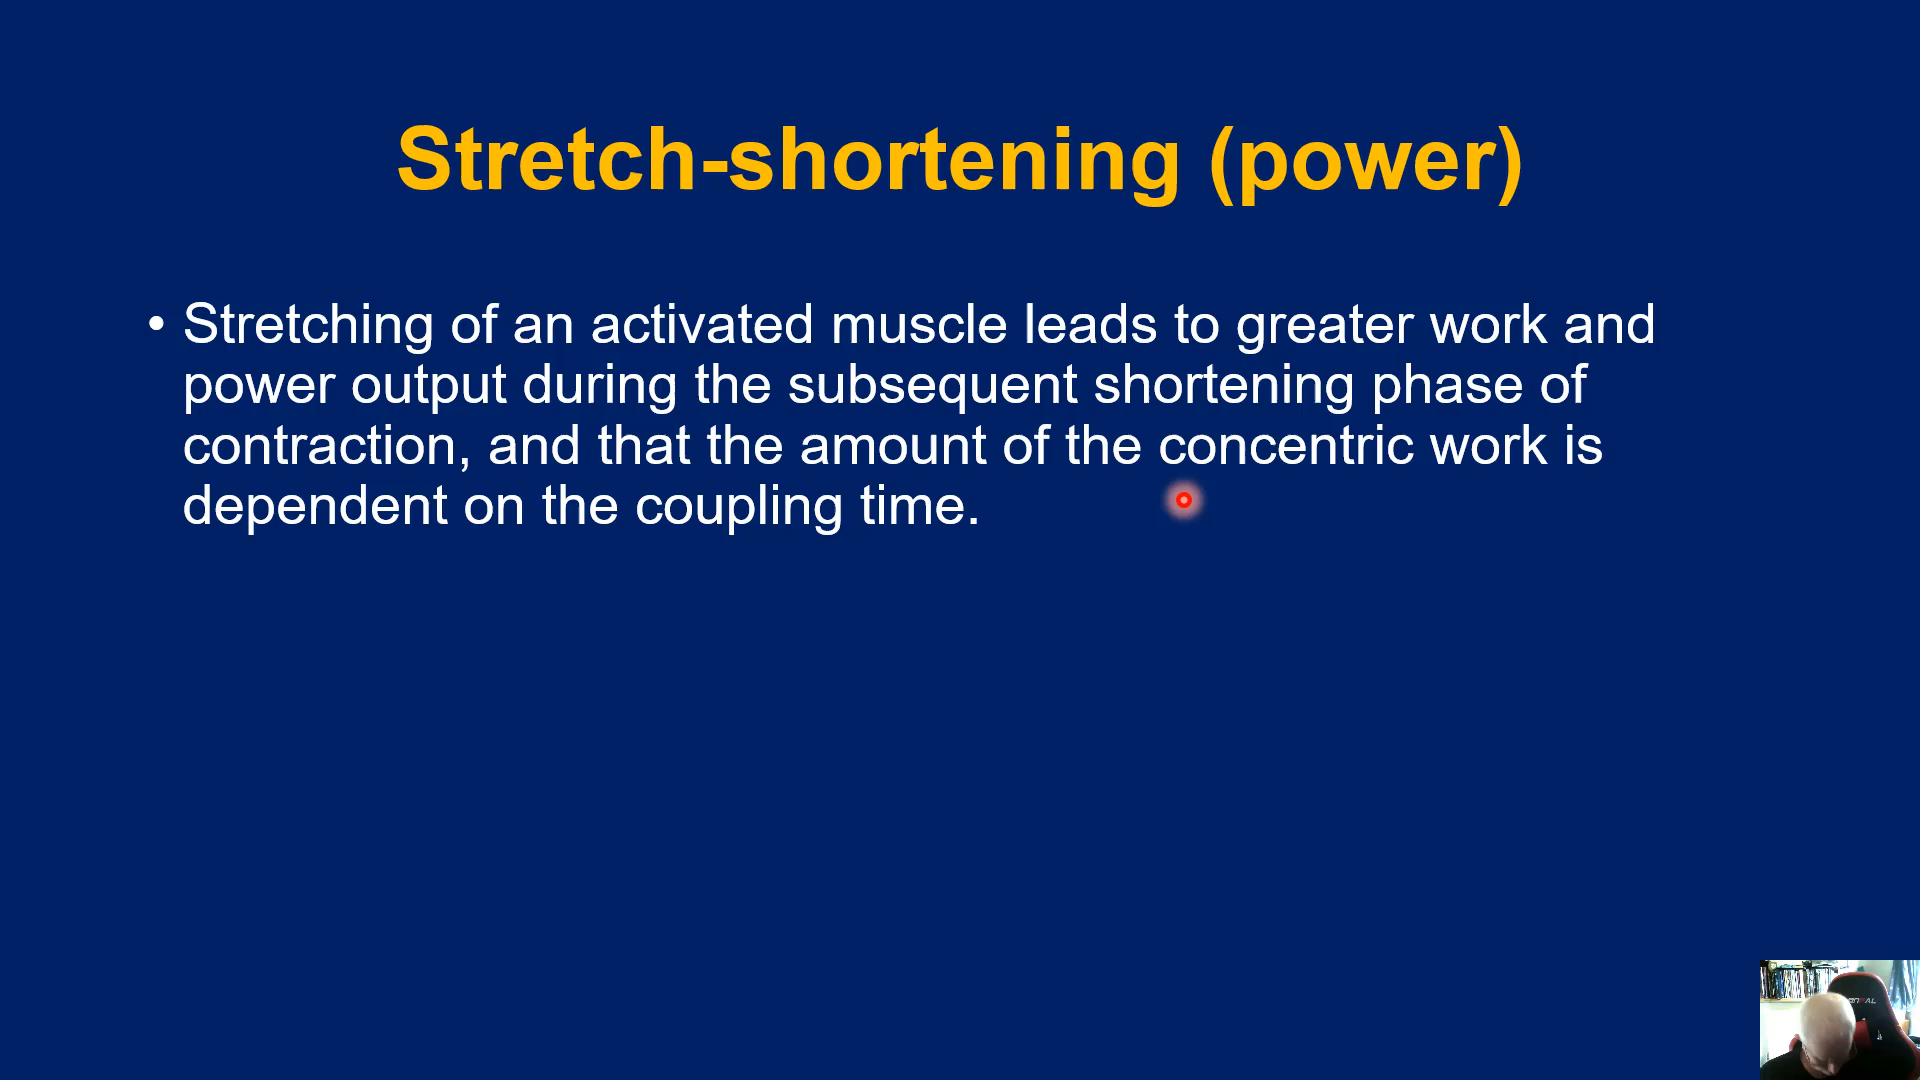 Stretch-shortening (power)
• Stretching of an activated muscle leads to greater work and
power output during the subsequent shortening phase of
contraction, and that the amount of the concentric work is
dependent on the coupling time.